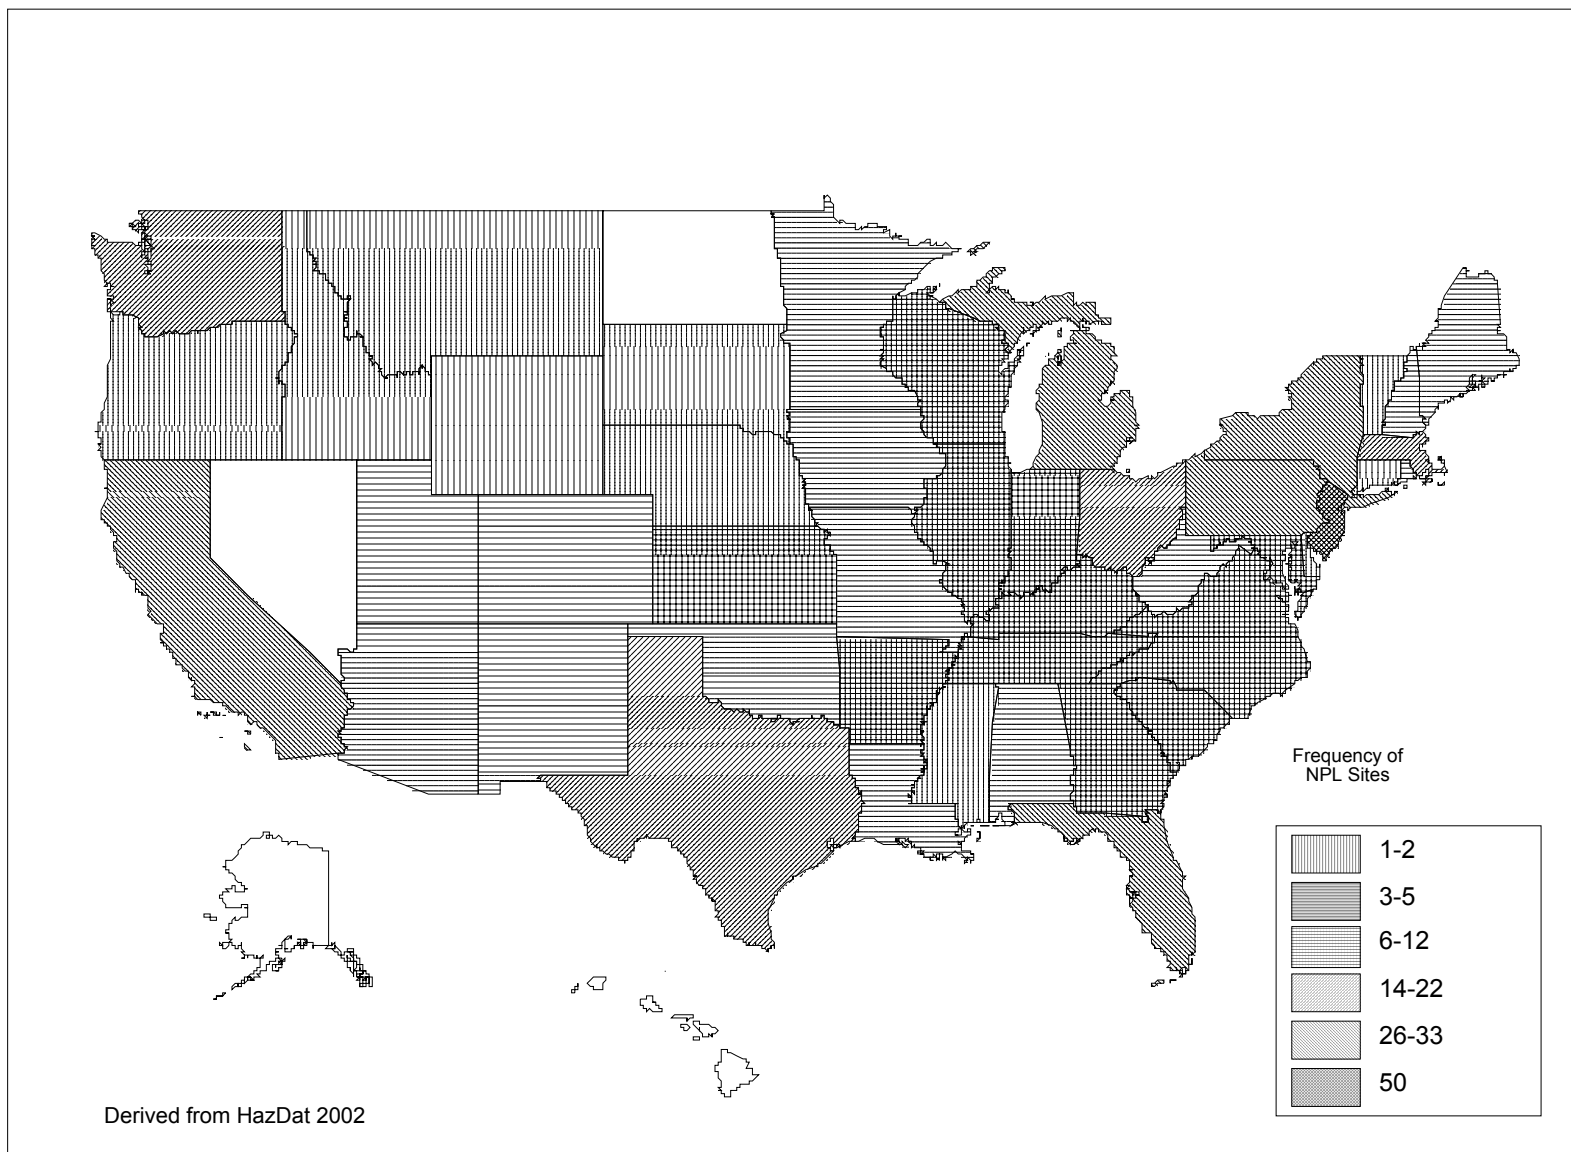 Frequency of
NPL Sites
1-2
3-5
6-12
14-22
26-33
50
Derived from HazDat 2002